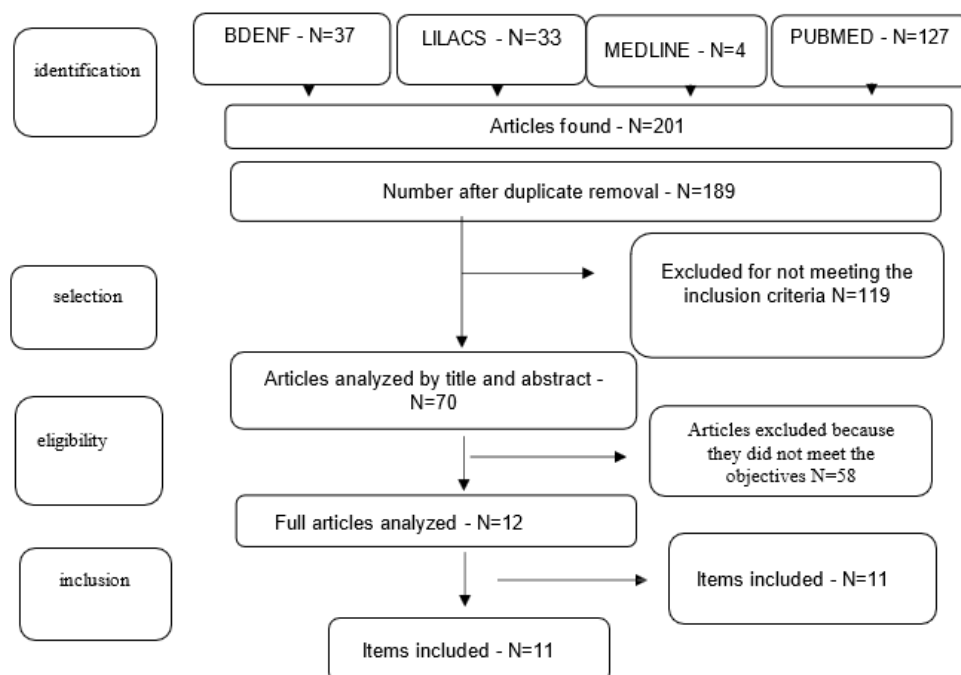 identification
BDENF - N=37
LILACS - N=33
MEDLINE - N=4
PUBMED - N=127
Articles found - N=201
Number after duplicate removal - N=189
selection
Excluded for not meeting the
inclusion criteria N=119
Articles analyzed by title and abstract -
N=70
eligibility
Articles excluded because
they did not meet the
objectives N=58
Full articles analyzed - N=12
inclusion
Items included - N=11
Items included - N=11